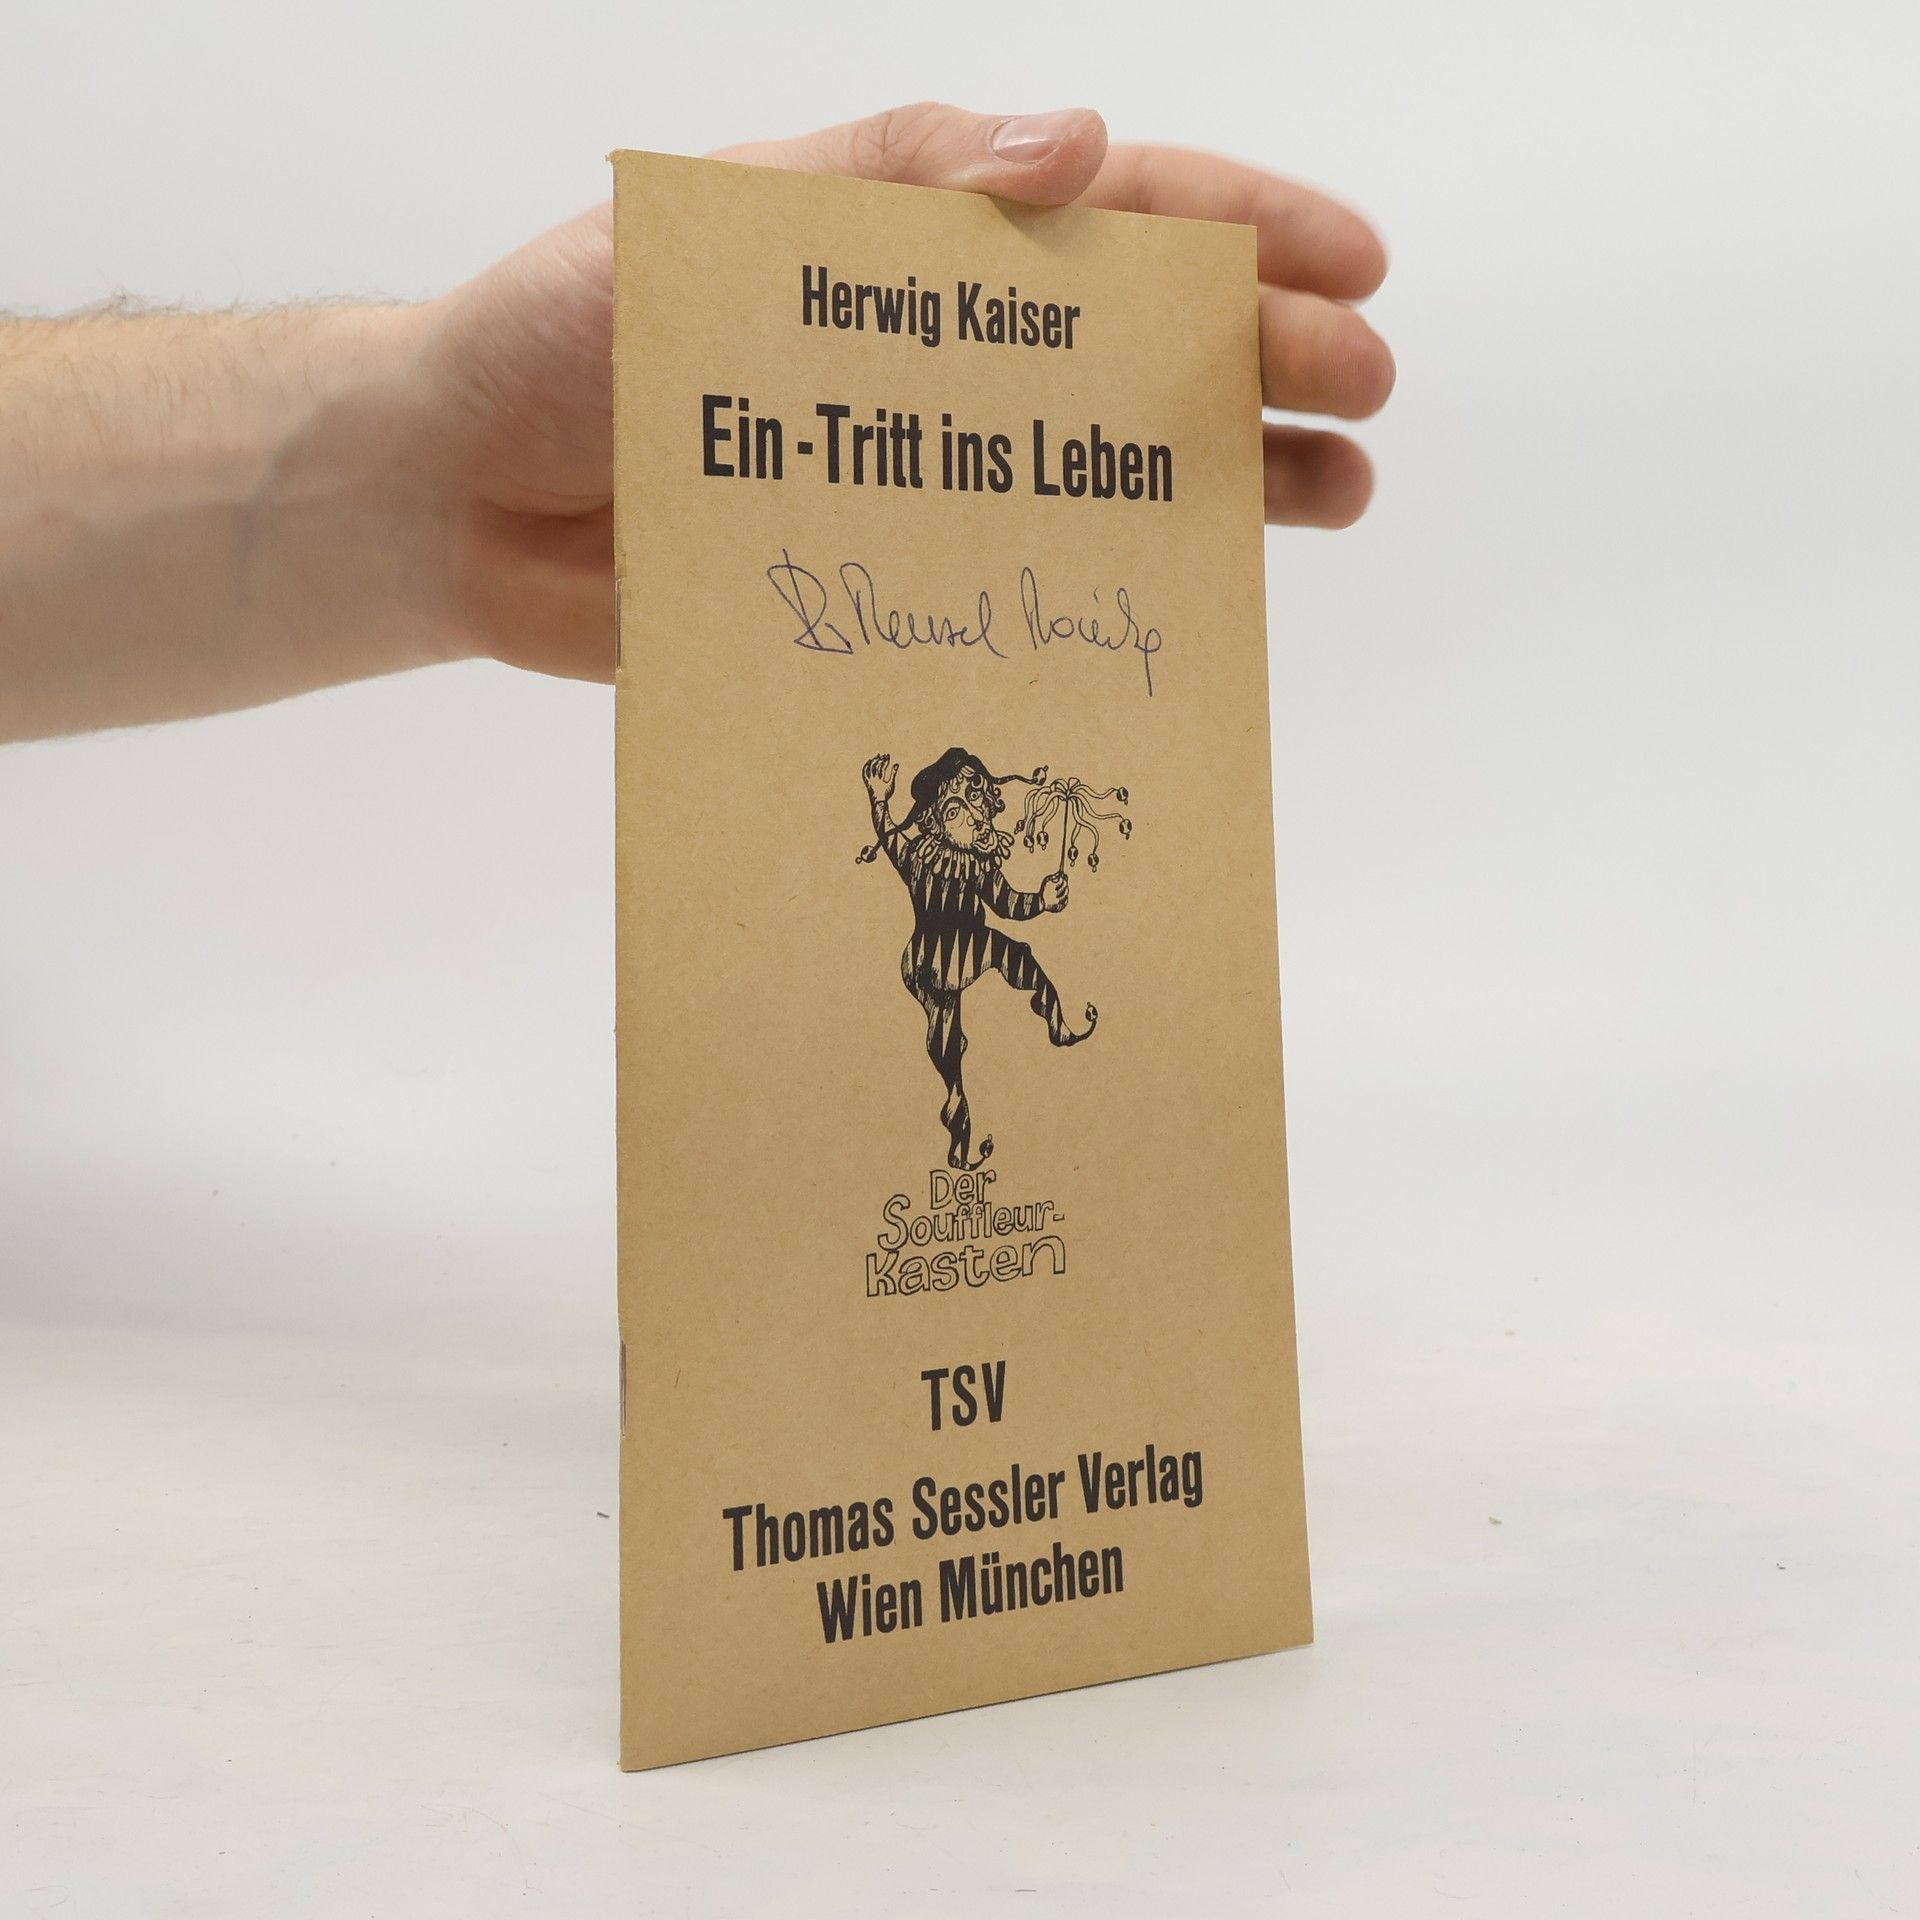 Herwig Kaiser
Ein-Tritt ins Leben
Der
Souffleur-
Kasten
TSV
Thomas Sessler Verlag
Wien München